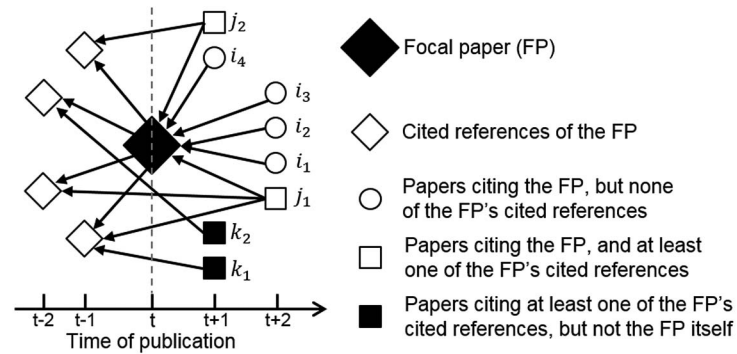 j₂
i₄
i₃
i₂
i₁
j₁
k₂
k₁
t-2 t-1 t t+1 t+2
Time of publication
Focal paper (FP)
Cited references of the FP
Papers citing the FP, but none
of the FP's cited references
Papers citing the FP, and at least
one of the FP's cited references
Papers citing at least one of the FP's
cited references, but not the FP itself